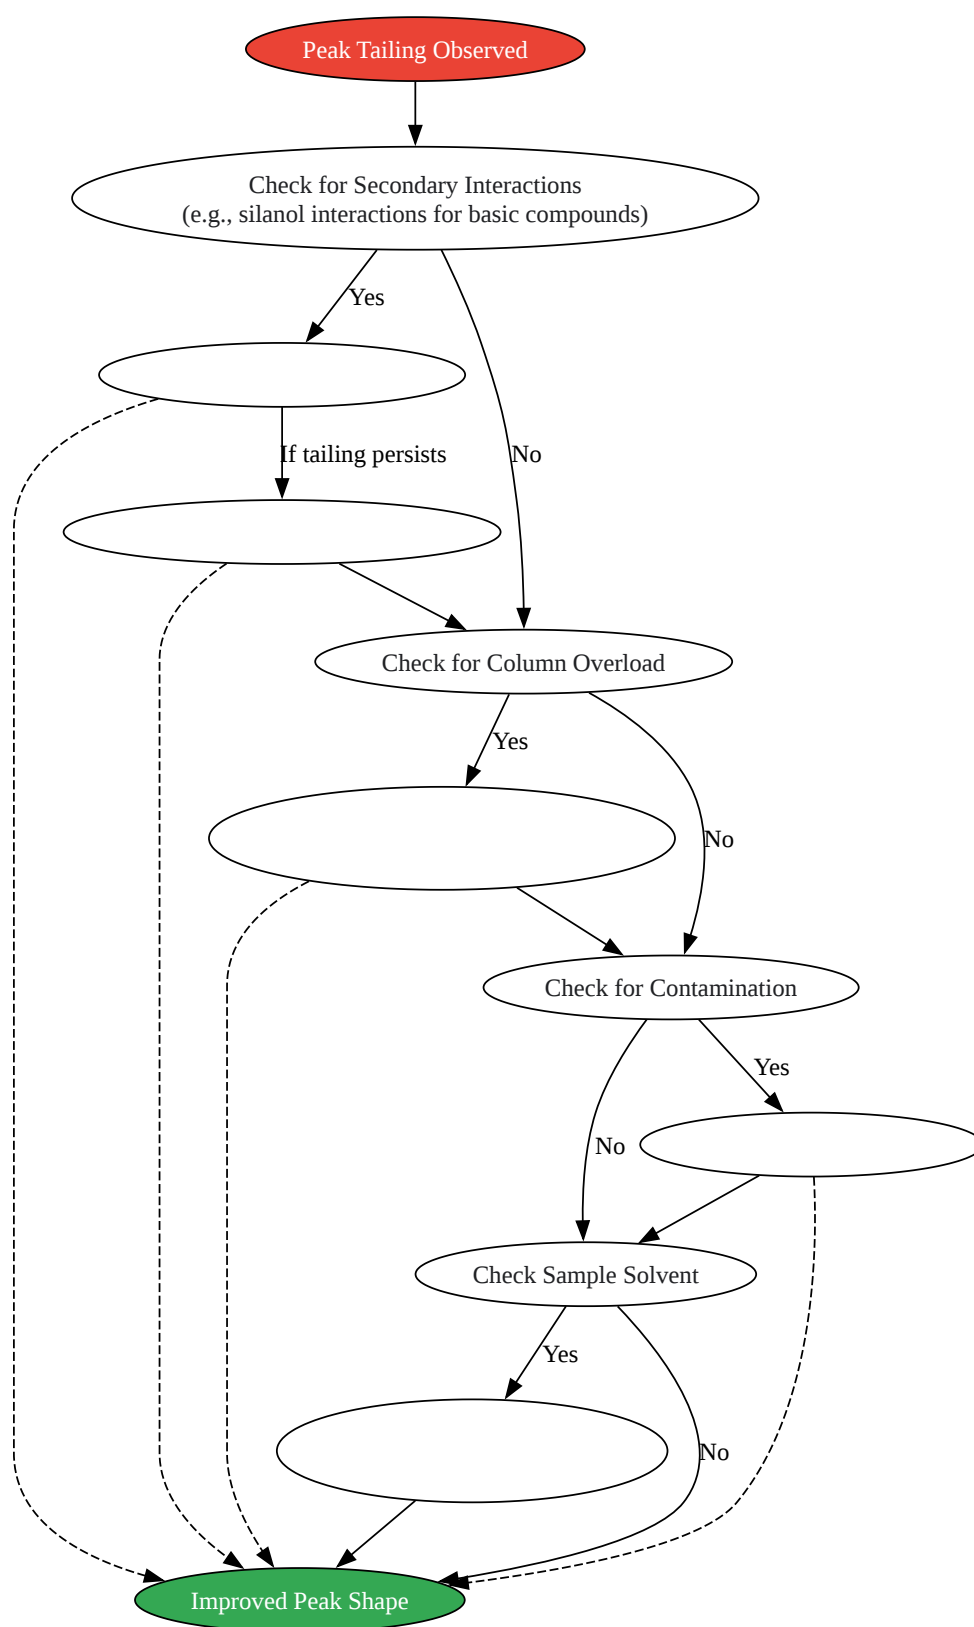 Peak Tailing Observed
Check for Secondary Interactions
(e.g., silanol interactions for basic compounds)
Yes
If tailing persists
No
Check for Column Overload
Yes
No
Check for Contamination
Yes
No
Check Sample Solvent
Yes
No
Improved Peak Shape